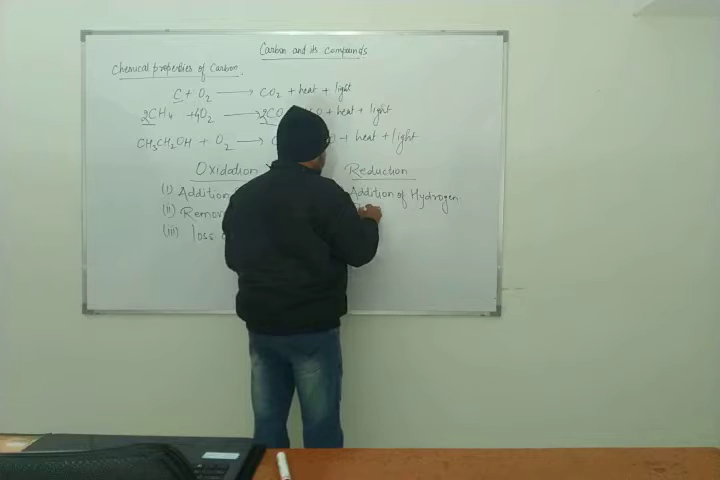 Carbon and its compounds
Chemical properties of Carbon.
C + O₂ ⟶ CO₂ + heat + light
2CH₄ + 4O₂ ⟶ 2CO O + heat + light
CH₃CH₂OH + O₂ ⟶ C O + heat + light
Oxidation Reduction
(i) Addition Addition of Hydrogen
(ii) Remov
(iii) loss